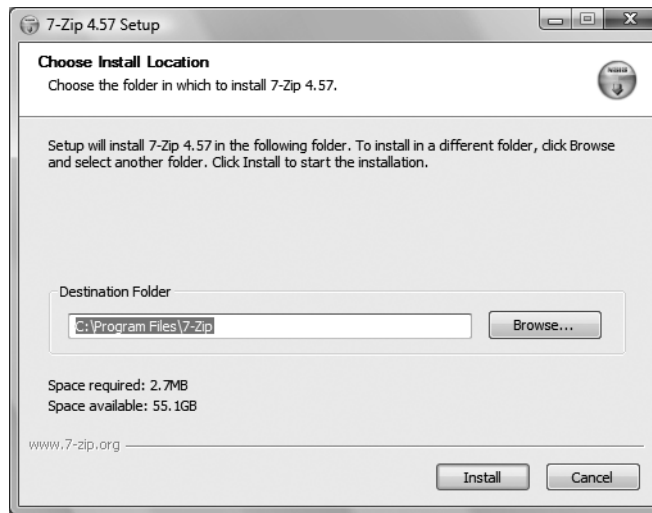 7-Zip 4.57 Setup
Choose Install Location
Choose the folder in which to install 7-Zip 4.57.
Setup will install 7-Zip 4.57 in the following folder. To install in a different folder, click Browse
and select another folder. Click Install to start the installation.
Destination Folder
C:\Program Files\7-Zip
Browse...
Space required: 2.7MB
Space available: 55.1GB
www.7-zip.org
Install
Cancel